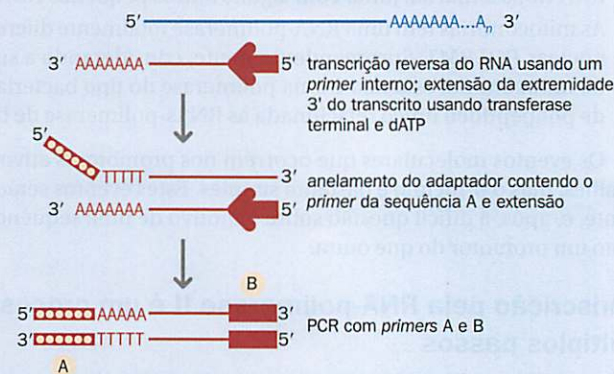 5′ AAAAAAA...An 3′
3′ AAAAAAA 5′ transcrição reversa do RNA usando um
primer interno; extensão da extremidade
3′ do transcrito usando transferase
terminal e dATP
5′
TTTT 3′
anelamento do adaptador contendo o
primer da sequência A e extensão
3′ AAAAAAA 5′
B
5′ AAAAA 3′
PCR com primers A e B
3′ TTTTT 5′
A